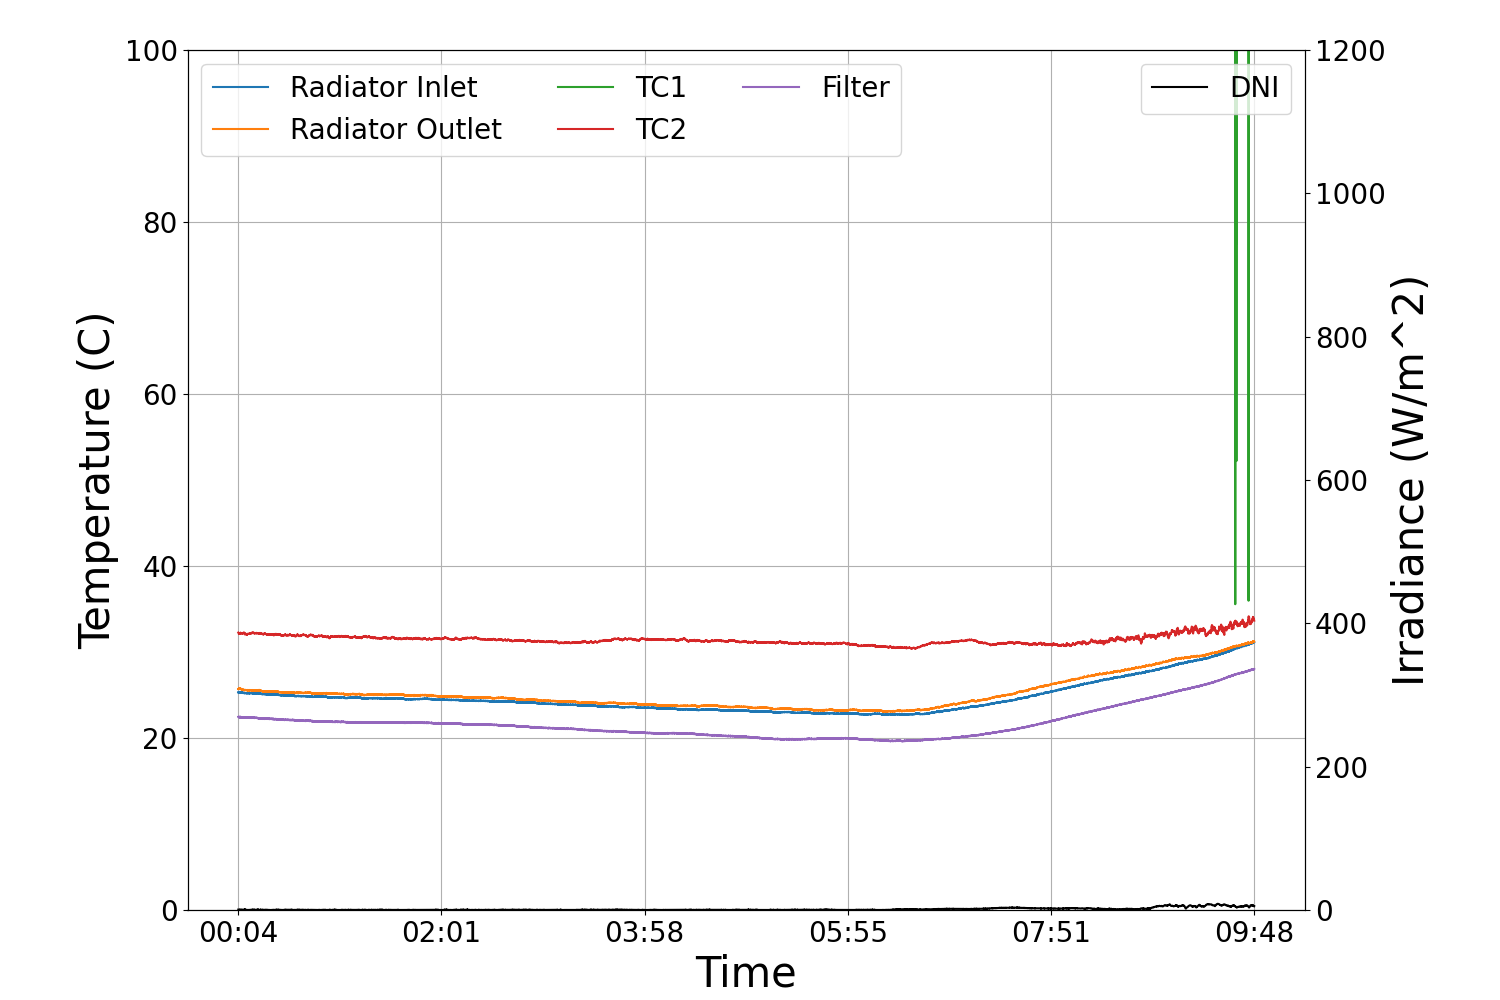 100
80
60
40
20
0
Temperature (C)
Radiator Inlet
Radiator Outlet
TC1
TC2
Filter
DNI
1200
1000
800
600
400
200
0
Irradiance (W/m^2)
00:04 02:01 03:58 05:55 07:51 09:48
Time